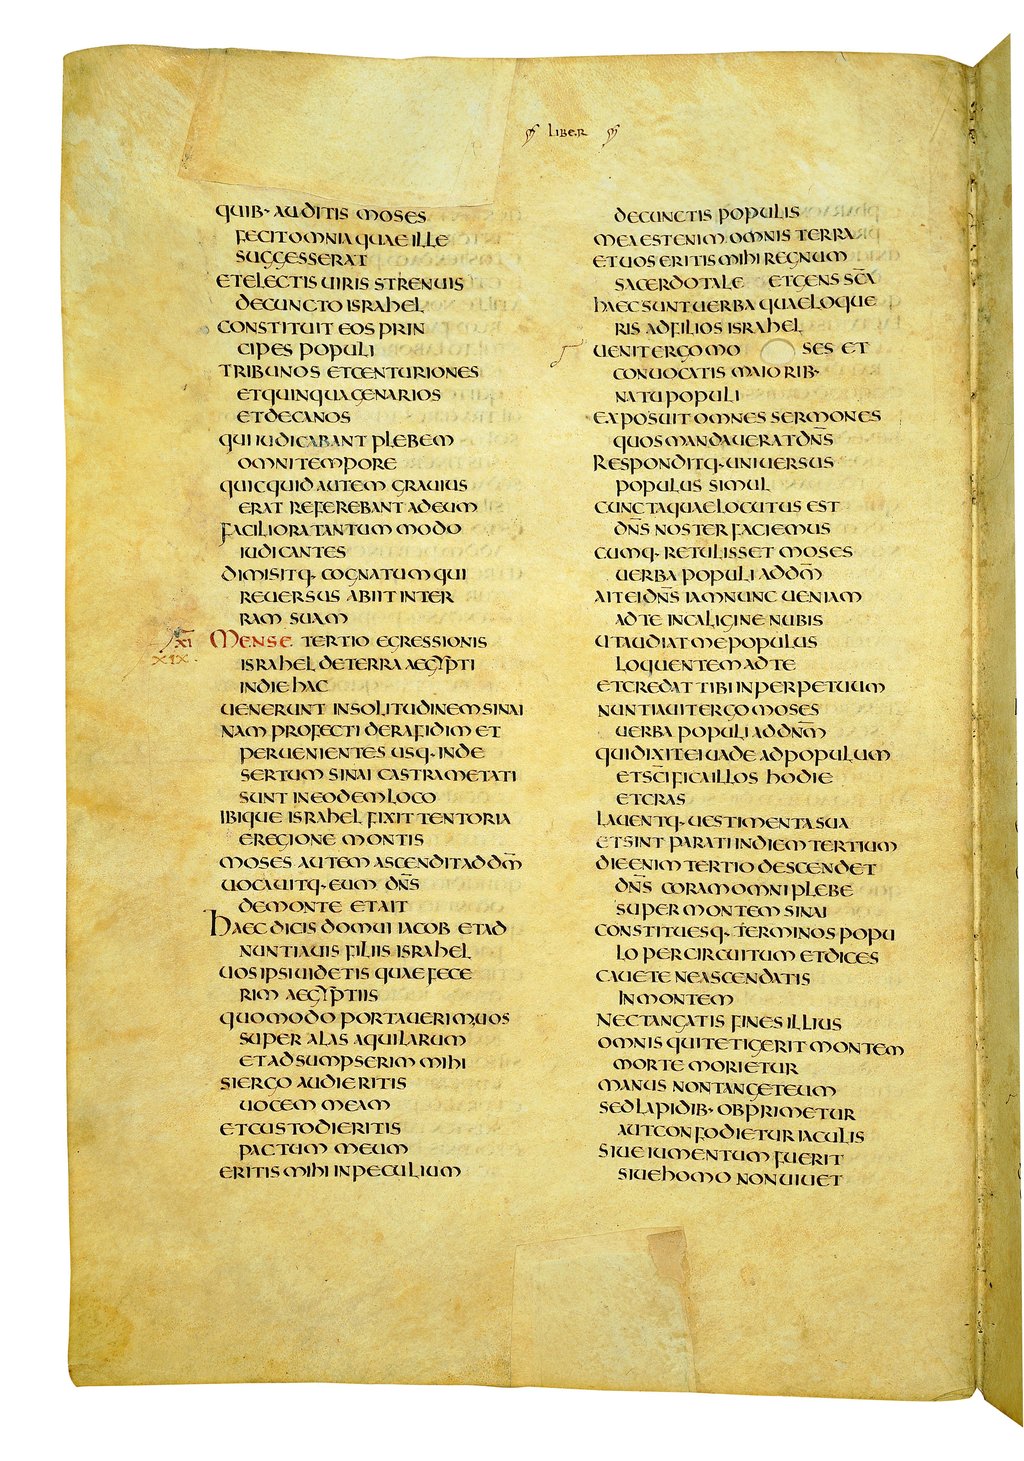 LIBER
QUIB· AUDITIS MOSES
FECIT OMNIA QUAE ILLE
SUGGESSERAT
ET ELECTIS UIRIS STRENUIS
DE CUNCTO ISRAHEL
CONSTITUIT EOS PRIN
CIPES POPULI
TRIBUNOS ET CENTURIONES
ET QUINQUAGENARIOS
ET DECANOS
QUI IUDICABANT PLEBEM
OMNI TEMPORE
QUICQUID AUTEM GRAUIUS
ERAT REFEREBANT AD EUM
FACILIORA TANTUM MODO
IUDICANTES
DIMISITQ· COGNATUM QUI
REUERSUS ABIIT IN TER
RAM SUAM
XI MENSE TERTIO EGRESSIONIS
XIX· ISRAHEL DE TERRA AEGYPTI
IN DIE HAC
UENERUNT IN SOLITUDINEM SINAI
NAM PROFECTI DE RAFIDIM ET
PERUENIENTES USQ· IN DE
SERTUM SINAI CASTRAMETATI
SUNT IN EODEM LOCO
IBIQUE ISRAHEL FIXIT TENTORIA
E REGIONE MONTIS
MOSES AUTEM ASCENDIT AD DM̅
UOCAUITQ· EUM DN̅S
DE MONTE ET AIT
HAEC DICIS DOMUI IACOB ET AD
NUNTIAUIS FILIIS ISRAHEL
UOS IPSI UIDETIS QUAE FECE
RIM AEGYPTIIS
QUOMODO PORTAUERIM UOS
SUPER ALAS AQUILARUM
ET ADSUMPSERIM MIHI
SI ERGO AUDIERITIS
UOCEM MEAM
ET CUSTODIERITIS
PACTUM MEUM
ERITIS MIHI IN PECULIUM
DE CUNCTIS POPULIS
MEA EST ENIM OMNIS TERRA
ET UOS ERITIS MIHI REGNUM
SACERDOTALE ET GENS SC̅A
HAEC SUNT UERBA QUAE LOQUE
RIS AD FILIOS ISRAHEL
UENIT ERGO MO SES ET
CONUOCATIS MAIORIB·
NATU POPULI
EXPOSUIT OMNES SERMONES
QUOS MANDAUERAT DN̅S
RESPONDITQ· UNIUERSUS
POPULUS SIMUL
CUNCTA QUAE LOCUTUS EST
DN̅S NOSTER FACIEMUS
CUMQ· RETULISSET MOSES
UERBA POPULI AD DM̅
AIT EI DN̅S IAM NUNC UENIAM
AD TE IN CALIGINE NUBIS
UT AUDIAT ME POPULUS
LOQUENTEM AD TE
ET CREDAT TIBI IN PERPETUUM
NUNTIAUIT ERGO MOSES
UERBA POPULI AD DN̅M
QUI DIXIT EI UADE AD POPULUM
ET SC̅IFICA ILLOS HODIE
ET CRAS
LAUENTQ· UESTIMENTA SUA
ET SINT PARATI IN DIEM TERTIUM
DIE ENIM TERTIO DESCENDET
DN̅S CORAM OMNI PLEBE
SUPER MONTEM SINAI
CONSTITUESQ· TERMINOS POPU
LO PER CIRCUITUM ET DICES
CAUETE NE ASCENDATIS
IN MONTEM
NEC TANGATIS FINES ILLIUS
OMNIS QUI TETIGERIT MONTEM
MORTE MORIETUR
MANUS NON TANGET EUM
SED LAPIDIB· OBPRIMETUR
AUT CONFODIETUR IACULIS
SIUE IUMENTUM FUERIT
SIUE HOMO NON UIUET